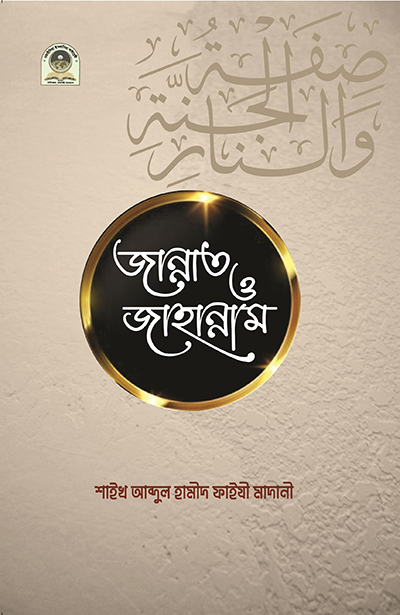 صفة الجنة
والنار
জান্নাত
ও
জাহান্নাম
শাইখ আব্দুল হামীদ ফাইযী মাদানী